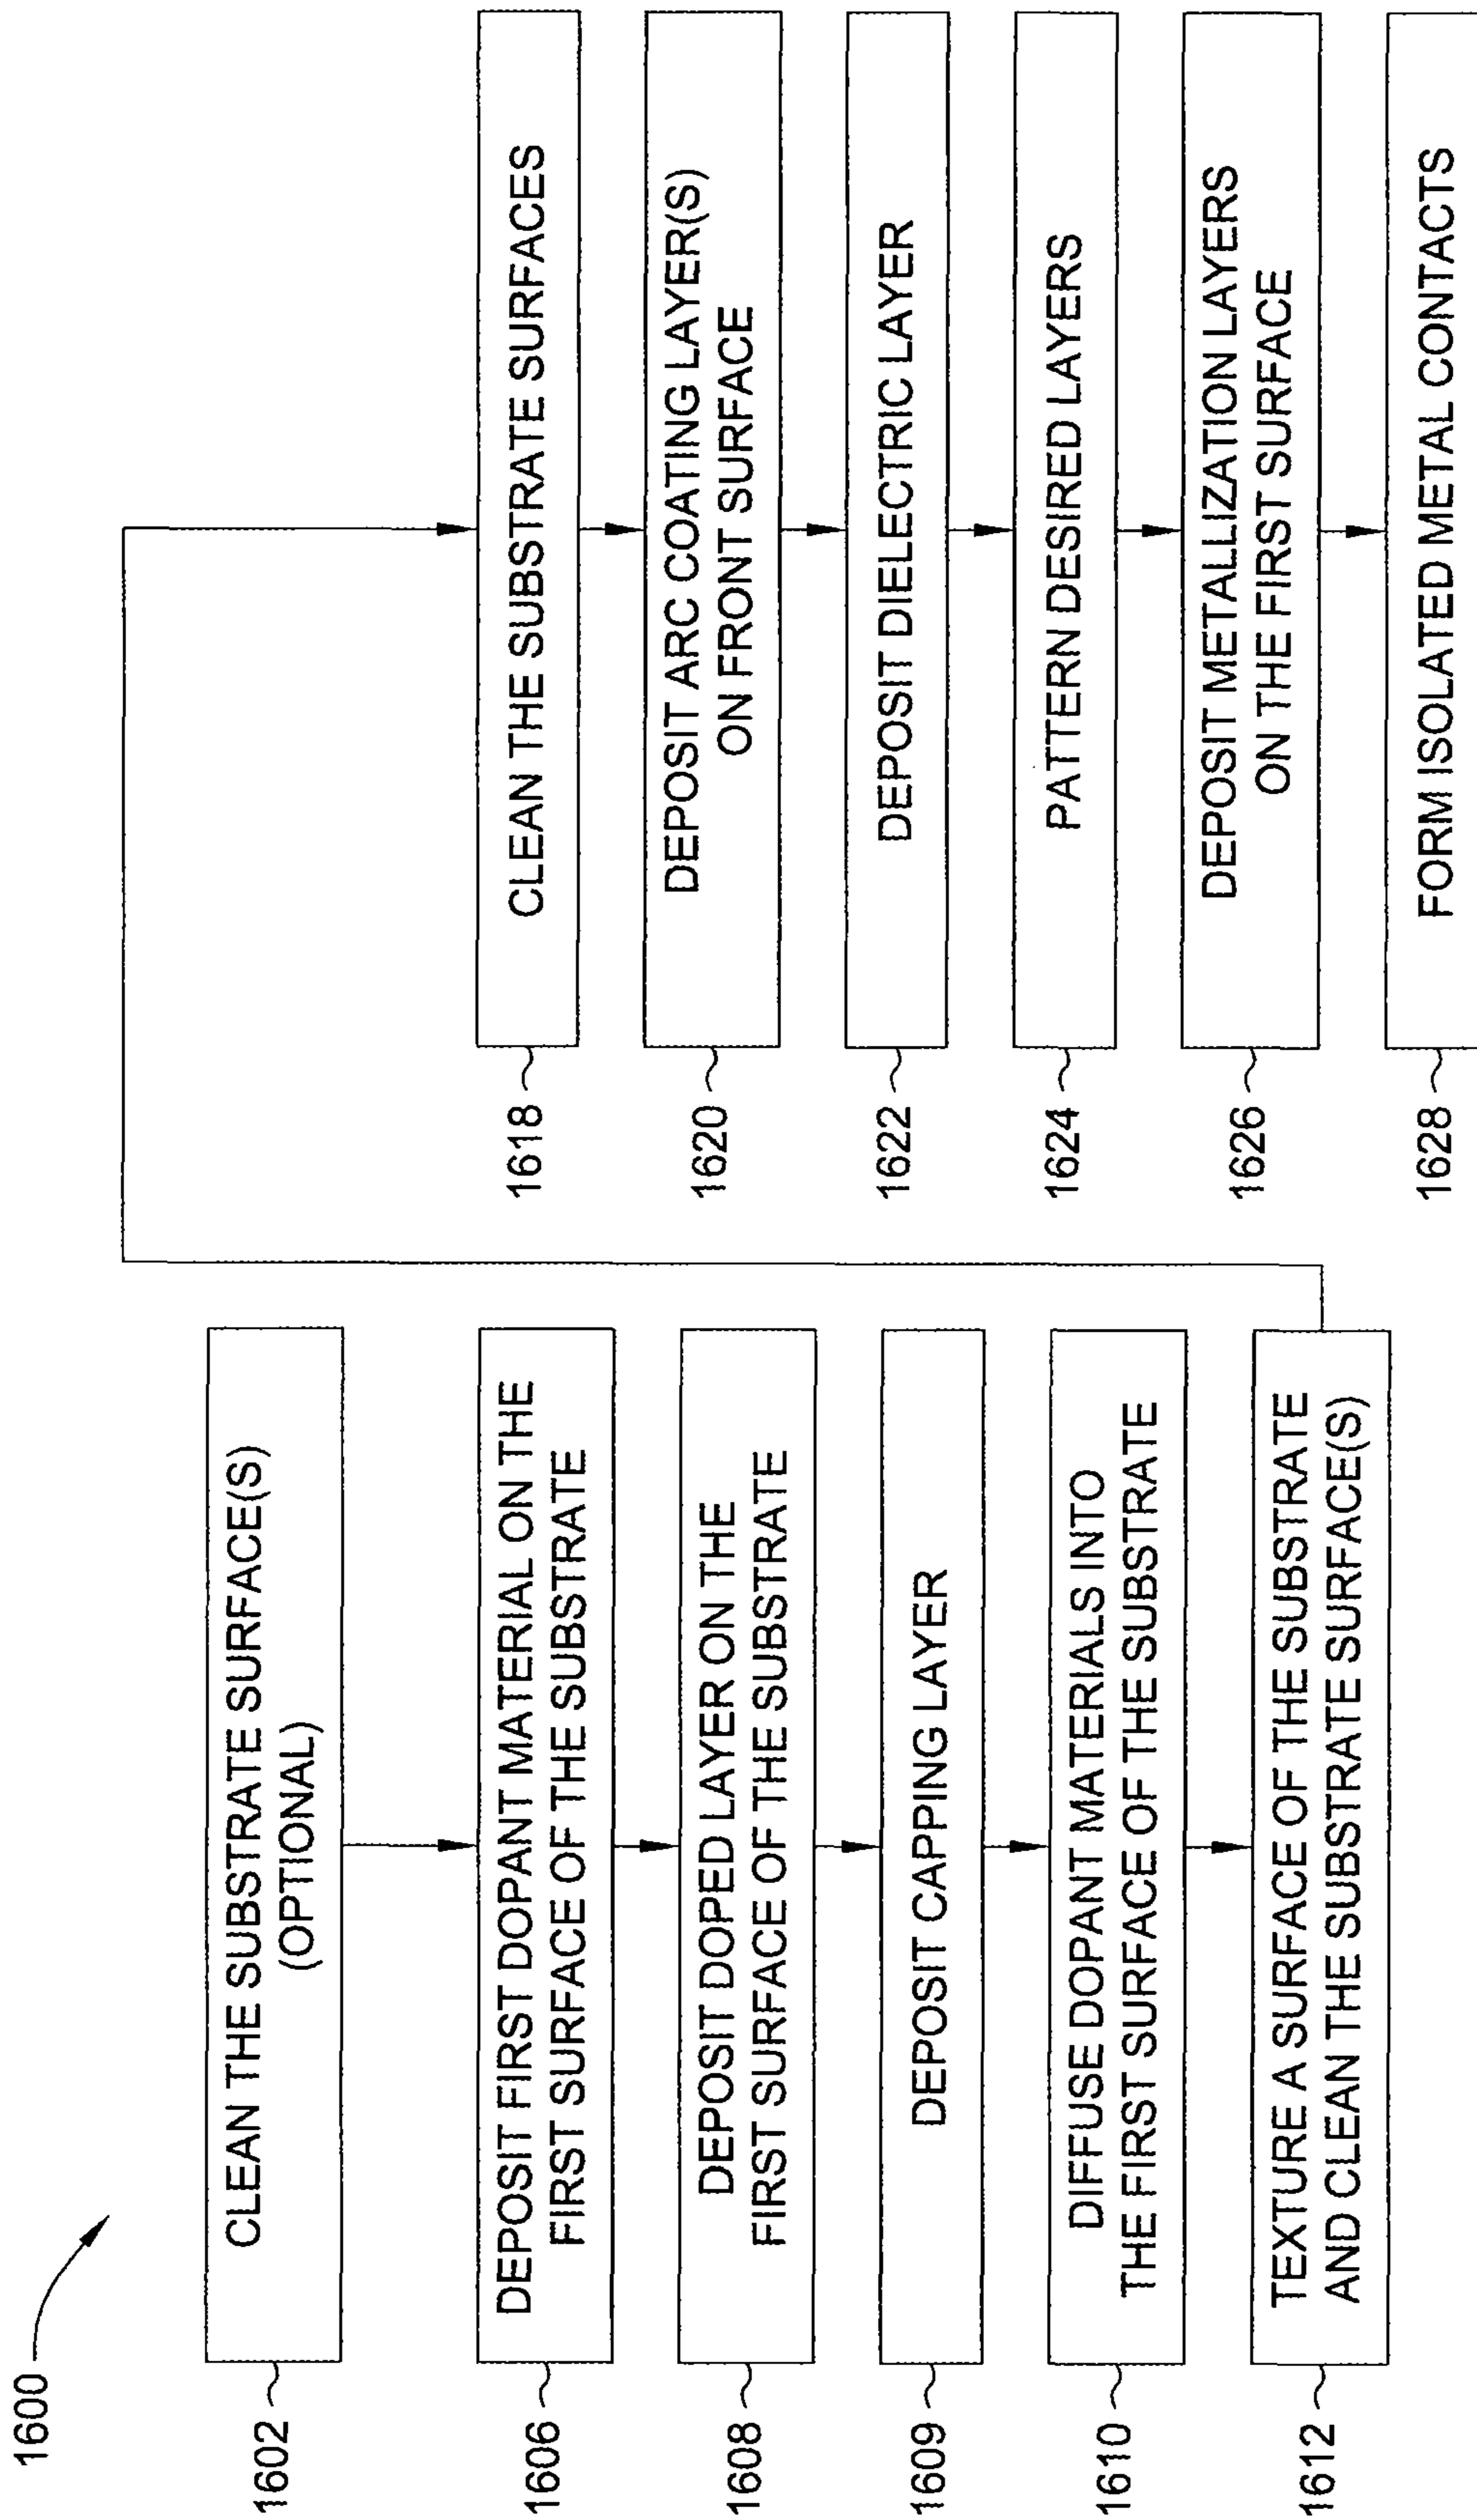 1600
1602
CLEAN THE SUBSTRATE SURFACE(S)
(OPTIONAL)
1606
DEPOSIT FIRST DOPANT MATERIAL ON THE
FIRST SURFACE OF THE SUBSTRATE
1608
DEPOSIT DOPED LAYER ON THE
FIRST SURFACE OF THE SUBSTRATE
1609
DEPOSIT CAPPING LAYER
1610
DIFFUSE DOPANT MATERIALS INTO
THE FIRST SURFACE OF THE SUBSTRATE
1612
TEXTURE A SURFACE OF THE SUBSTRATE
AND CLEAN THE SUBSTRATE SURFACE(S)
1618
CLEAN THE SUBSTRATE SURFACES
1620
DEPOSIT ARC COATING LAYER(S)
ON FRONT SURFACE
1622
DEPOSIT DIELECTRIC LAYER
1624
PATTERN DESIRED LAYERS
1626
DEPOSIT METALLIZATION LAYERS
ON THE FIRST SURFACE
1628
FORM ISOLATED METAL CONTACTS